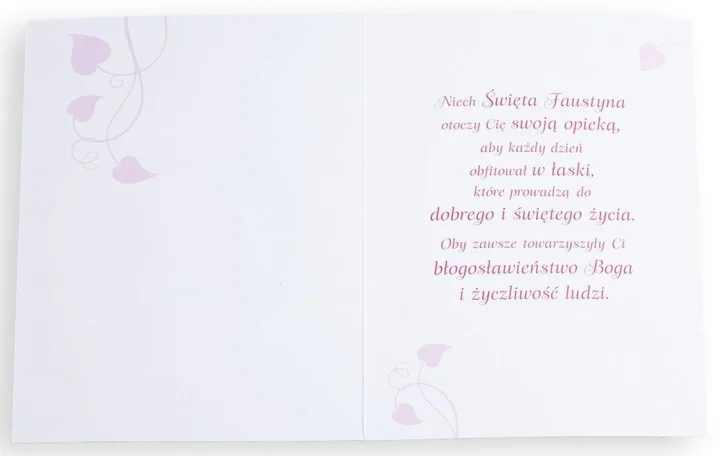 Niech Święta Faustyna
otoczy Cię swoją opieką,
aby każdy dzień
obfitował w łaski,
które prowadzą do
dobrego i świętego życia.
Oby zawsze towarzyszyły Ci
błogosławieństwo Boga
i życzliwość ludzi.